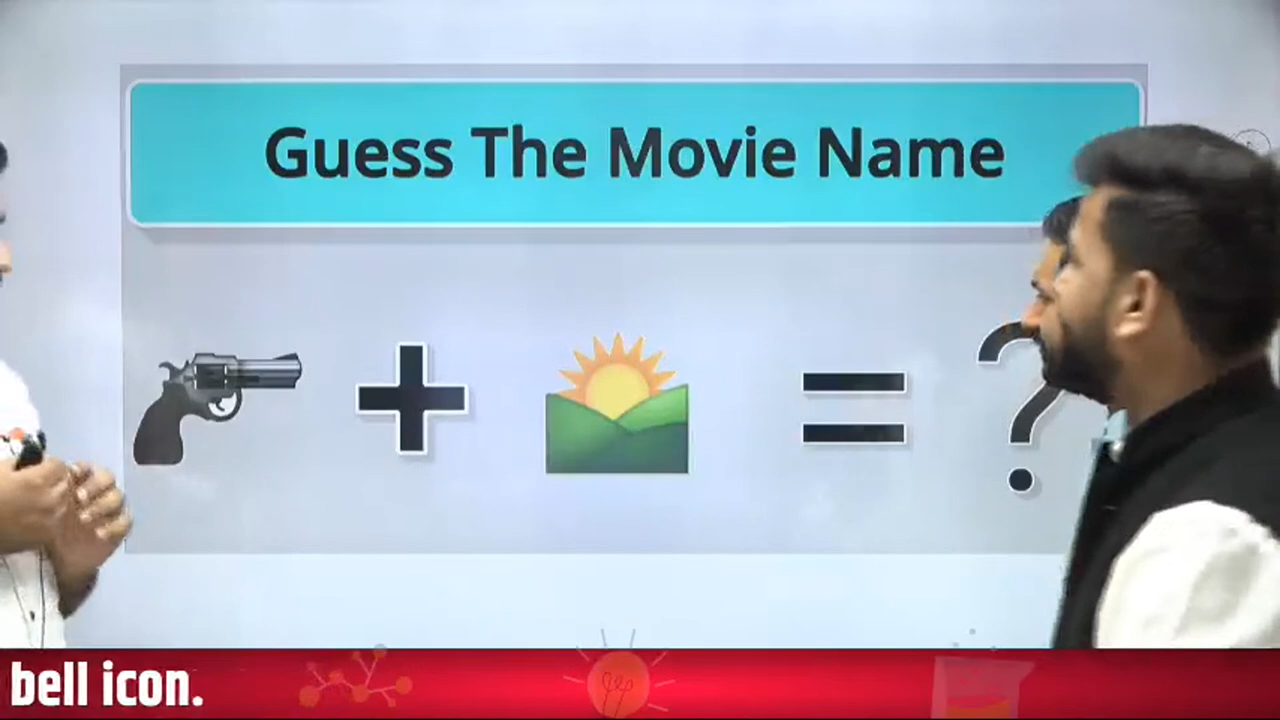 Guess The Movie Name
+
=
?
bell icon.